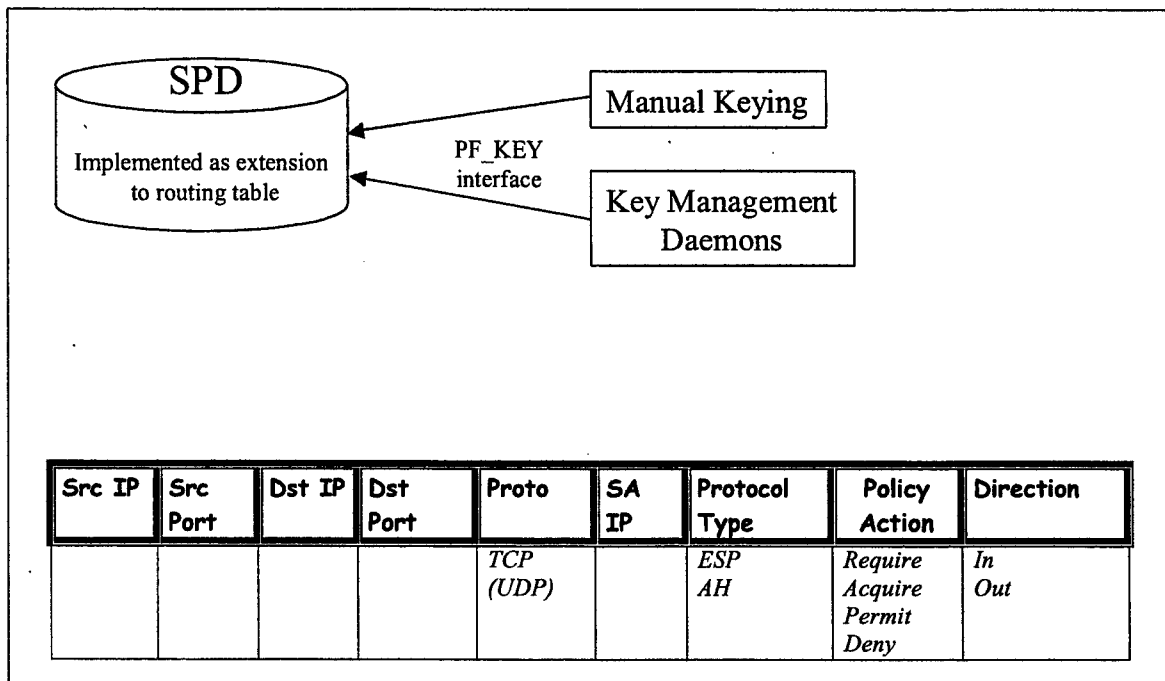 SPD
Implemented as extension
to routing table
Manual Keying
PF_KEY
interface
Key Management
Daemons
Src IP
Src
Port
Dst IP
Dst
Port
Proto
SA
IP
Protocol
Type
Policy
Action
Direction
TCP
(UDP)
ESP
AH
Require
Acquire
Permit
Deny
In
Out